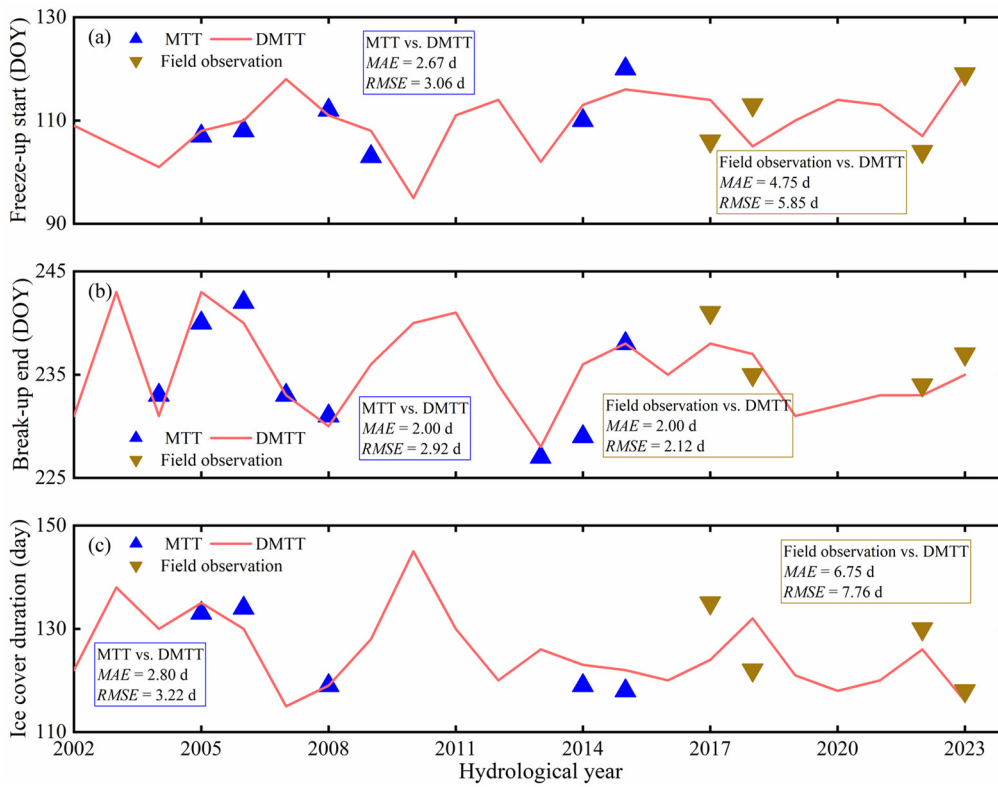 130
(a)
MTT
DMTT
Field observation
MTT vs. DMTT
MAE = 2.67 d
RMSE = 3.06 d
Freeze-up start (DOY)
110
Field observation vs. DMTT
MAE = 4.75 d
RMSE = 5.85 d
90
245
(b)
Break-up end (DOY)
235
MTT
DMTT
Field observation
MTT vs. DMTT
MAE = 2.00 d
RMSE = 2.92 d
Field observation vs. DMTT
MAE = 2.00 d
RMSE = 2.12 d
225
150
(c)
MTT
DMTT
Field observation
Field observation vs. DMTT
MAE = 6.75 d
RMSE = 7.76 d
Ice cover duration (day)
130
MTT vs. DMTT
MAE = 2.80 d
RMSE = 3.22 d
110
2002 2005 2008 2011 2014 2017 2020 2023
Hydrological year